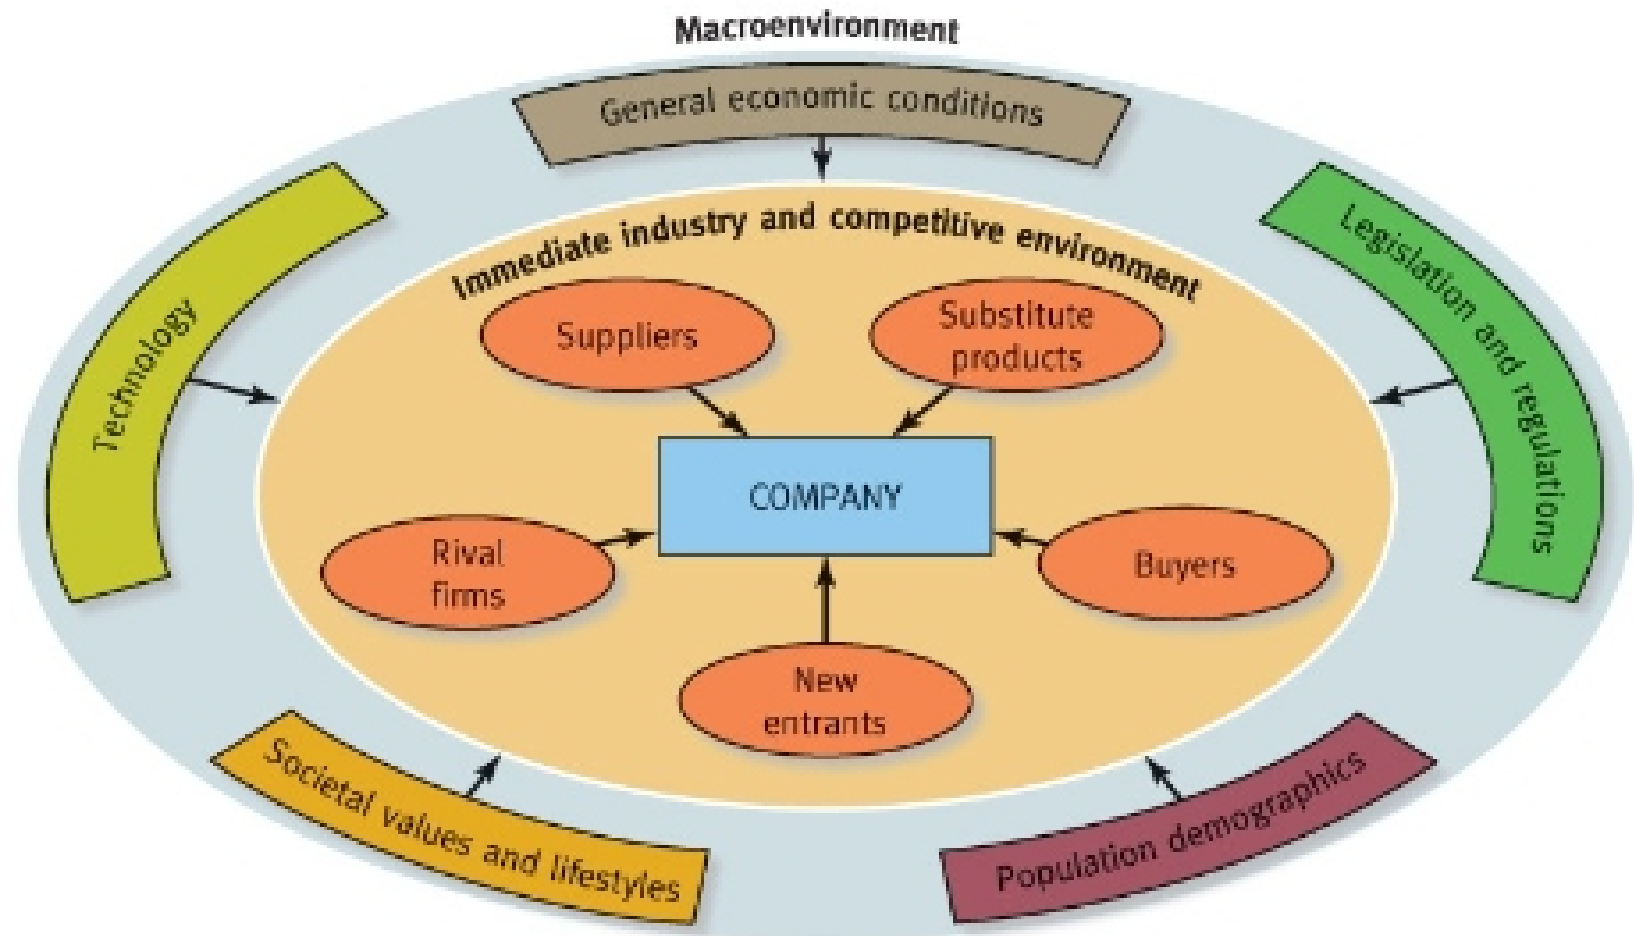 Macroenvironment
General economic conditions
Technology
Legislation and regulations
Immediate industry and competitive environment
Suppliers
Substitute
products
COMPANY
Rival
firms
Buyers
New
entrants
Societal values and lifestyles
Population demographics